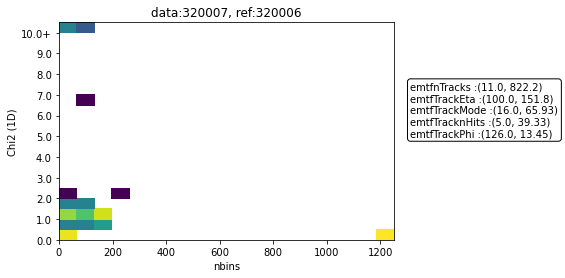 data:320007, ref:320006
10.0+
9.0
8.0
7.0
6.0
5.0
4.0
3.0
2.0
1.0
0.0
Chi2 (1D)
0 200 400 600 800 1000 1200
nbins
emtfnTracks :(11.0, 822.2)
emtfTrackEta :(100.0, 151.8)
emtfTrackMode :(16.0, 65.93)
emtfTracknHits :(5.0, 39.33)
emtfTrackPhi :(126.0, 13.45)